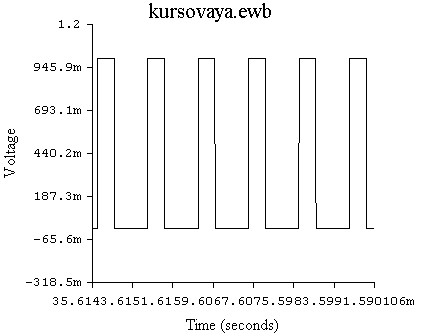 kursovaya.ewb
1.2
945.9m
693.1m
440.2m
187.3m
-65.6m
-318.5m
Voltage
35.6143.6151.6159.6067.6075.5983.5991.590106m
Time (seconds)